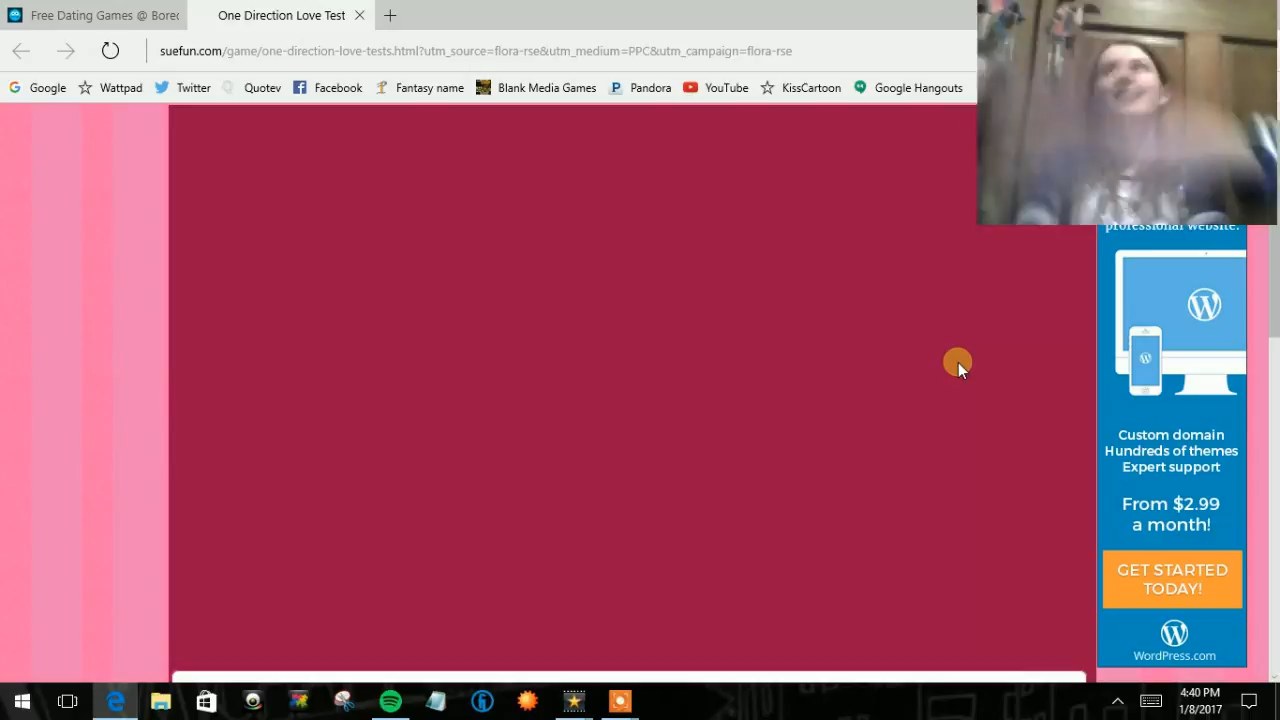 Free Dating Games @ Bored
One Direction Love Test
suefun.com/game/one-direction-love-tests.html?utm_source=flora-rse&utm_medium=PPC&utm_campaign=flora-rse
Google
Wattpad
Twitter
Quotev
Facebook
Fantasy name
Blank Media Games
Pandora
YouTube
KissCartoon
Google Hangouts
professional website.
Custom domain
Hundreds of themes
Expert support
From $2.99
a month!
GET STARTED
TODAY!
WordPress.com
4:40 PM
1/8/2017